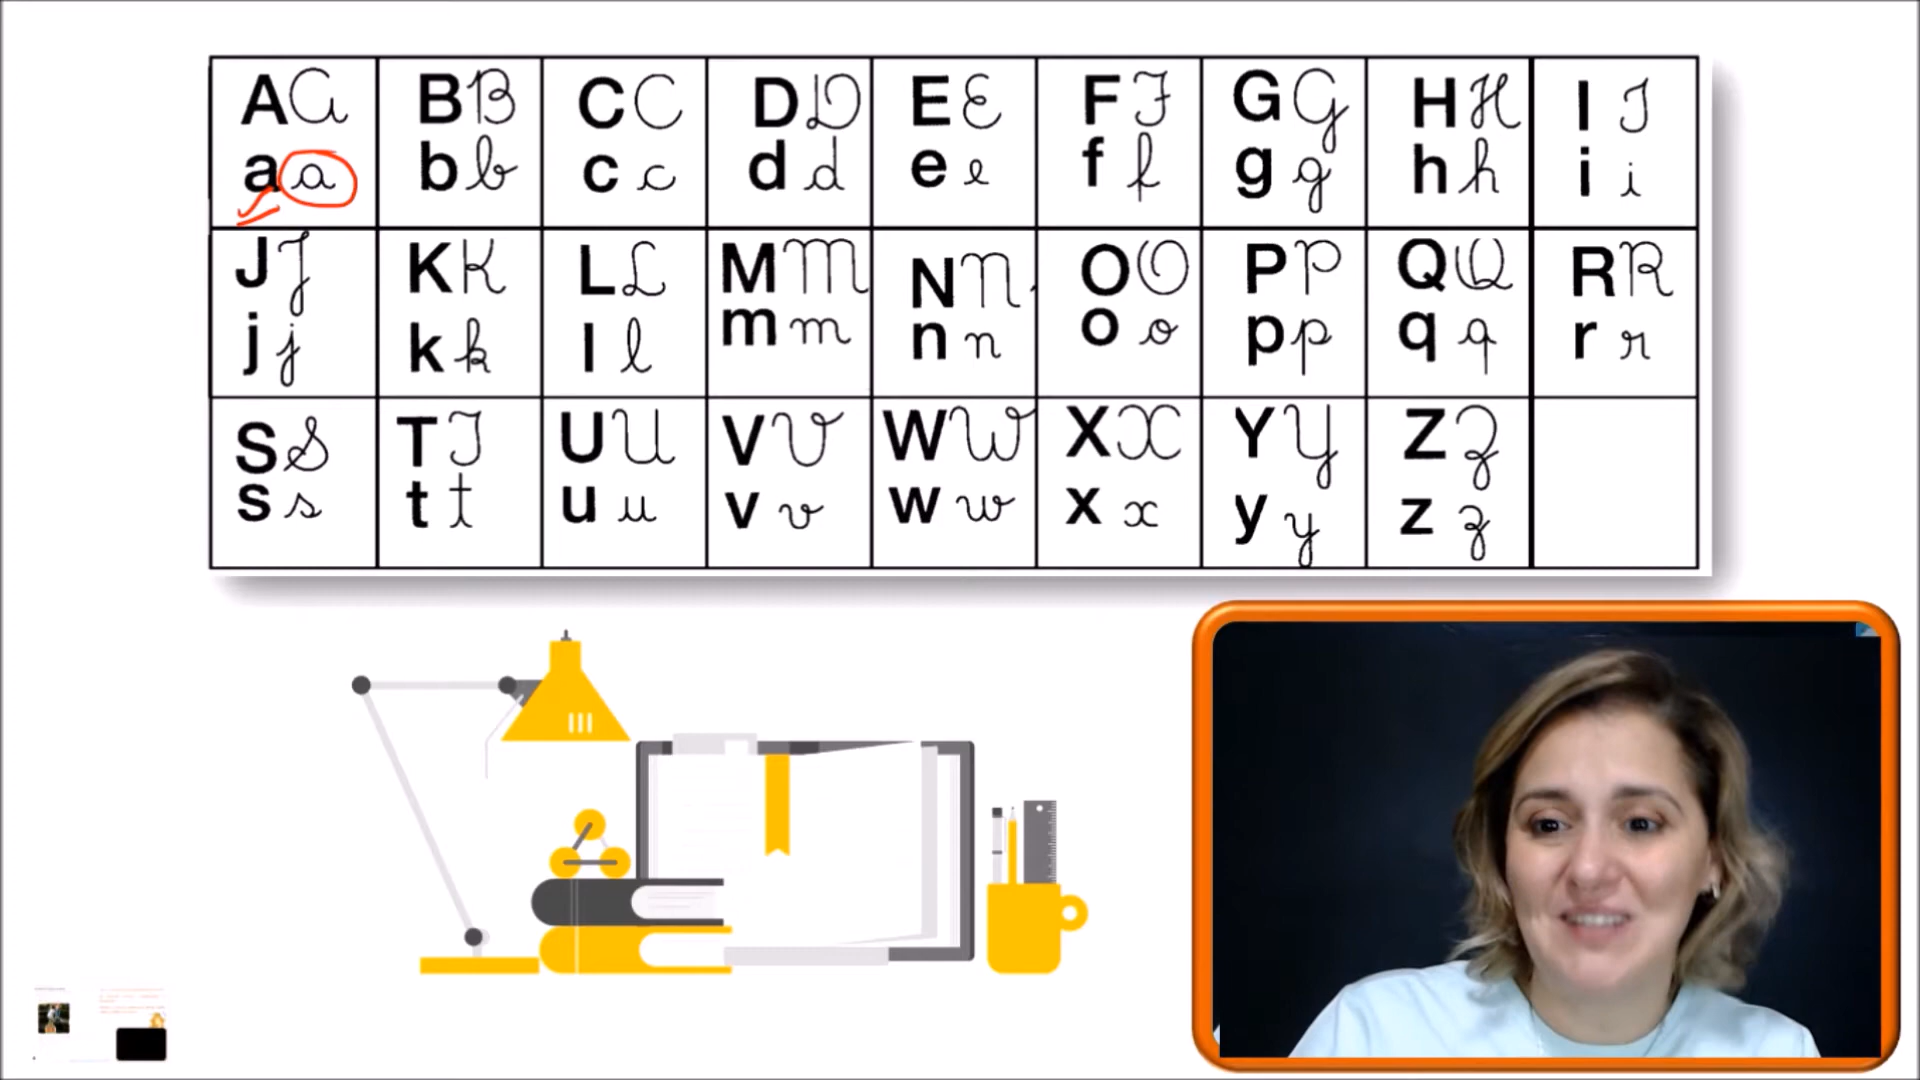 A A B B C C D D E E F F G G H H I I
a a b b c c d d e e f f g g h h i i
J J K K L L M M N N O O P P Q Q R R
j j k k l l m m n n o o p p q q r r
S S T T U U V V W W X X Y Y Z Z
s s t t u u v v w w x x y y z z